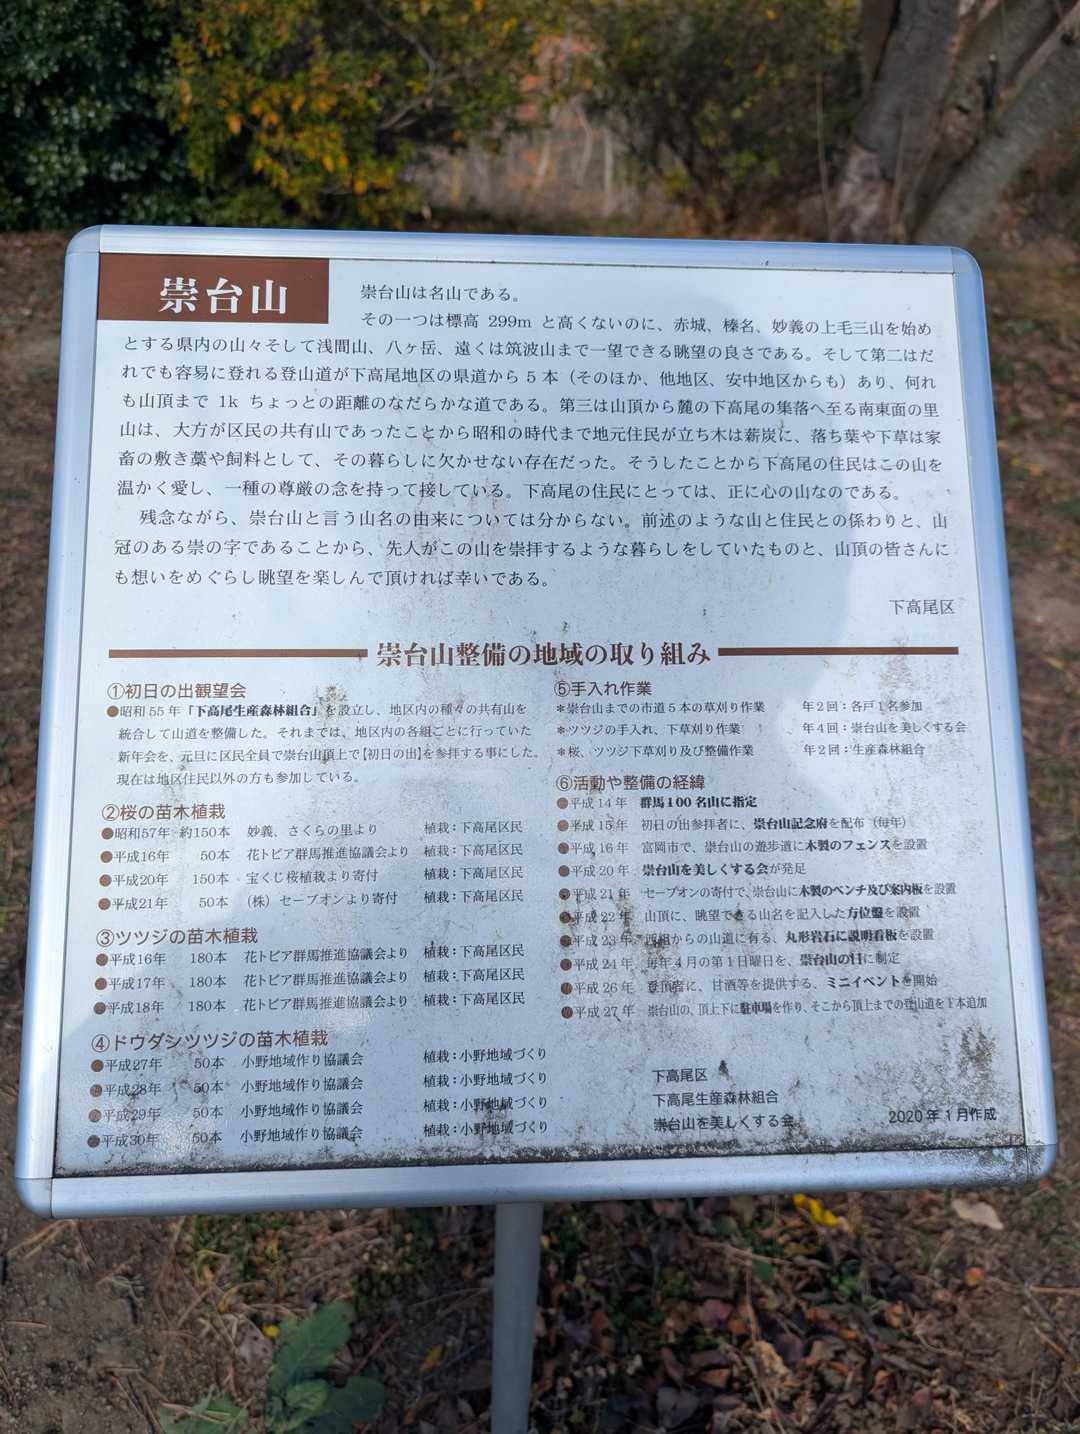 崇台山
崇台山は名山である。
その一つは標高 299m と高くないのに、赤城、榛名、妙義の上毛三山を始め
とする県内の山々そして浅間山、八ヶ岳、遠くは筑波山まで一望できる眺望の良さである。そして第二はだ
れでも容易に登れる登山道が下高尾地区の県道から5本（そのほか、他地区、安中地区からも）あり、何れ
も山頂まで 1k ちょっとの距離のなだらかな道である。第三は山頂から麓の下高尾の集落へ至る南東面の里
山は、大方が区民の共有山であったことから昭和の時代まで地元住民が立ち木は薪炭に、落ち葉や下草は家
畜の敷き藁や飼料として、その暮らしに欠かせない存在だった。そうしたことから下高尾の住民はこの山を
温かく愛し、一種の尊厳の念を持って接している。下高尾の住民にとっては、正に心の山なのである。
残念ながら、崇台山と言う山名の由来については分からない。前述のような山と住民との係わりと、山
冠のある崇の字であることから、先人がこの山を崇拝するような暮らしをしていたものと、山頂の皆さんに
も想いをめぐらし眺望を楽しんで頂ければ幸いである。
下高尾区
崇台山整備の地域の取り組み
①初日の出観望会
●昭和55年「下高尾生産森林組合」を設立し、地区内の種々の共有山を
統合して山道を整備した。それまでは、地区内の各組ごとに行っていた
新年会を、元旦に区民全員で崇台山頂上で【初日の出】を参拝する事にした。
現在は地区住民以外の方も参加している。
②桜の苗木植栽
●昭和57年 約150本 妙義、さくらの里より 植栽：下高尾区民
●平成16年 50本 花トピア群馬推進協議会より 植栽：下高尾区民
●平成20年 150本 宝くじ桜植栽より寄付 植栽：下高尾区民
●平成21年 50本 （株）セーブオンより寄付 植栽：下高尾区民
③ツツジの苗木植栽
●平成16年 180本 花トピア群馬推進協議会より 植栽：下高尾区民
●平成17年 180本 花トピア群馬推進協議会より 植栽：下高尾区民
●平成18年 180本 花トピア群馬推進協議会より 植栽：下高尾区民
④ドウダンツツジの苗木植栽
●平成27年 50本 小野地域作り協議会 植栽：小野地域づくり
●平成28年 50本 小野地域作り協議会 植栽：小野地域づくり
●平成29年 50本 小野地域作り協議会 植栽：小野地域づくり
●平成30年 50本 小野地域作り協議会 植栽：小野地域づくり
⑤手入れ作業
＊崇台山までの市道5本の草刈り作業 年2回：各戸1名参加
＊ツツジの手入れ、下草刈り作業 年4回：崇台山を美しくする会
＊桜、ツツジ下草刈り及び整備作業 年2回：生産森林組合
⑥活動や整備の経緯
●平成14年 群馬100名山に指定
●平成15年 初日の出参拝者に、崇台山記念府を配布（毎年）
●平成16年 富岡市で、崇台山の遊歩道に木製のフェンスを設置
●平成20年 崇台山を美しくする会が発足
●平成21年 セーブオンの寄付で、崇台山に木製のベンチ及び案内板を設置
●平成22年 山頂に、眺望できる山名を記入した方位盤を設置
●平成23年 西組からの山道に有る、丸形岩石に説明看板を設置
●平成24年 毎年4月の第1日曜日を、崇台山の日に制定
●平成26年 登頂者に、甘酒等を提供する、ミニイベントを開始
●平成27年 崇台山の、頂上下に駐車場を作り、そこから頂上までの登山道を1本追加
下高尾区
下高尾生産森林組合
崇台山を美しくする会
2020年1月作成